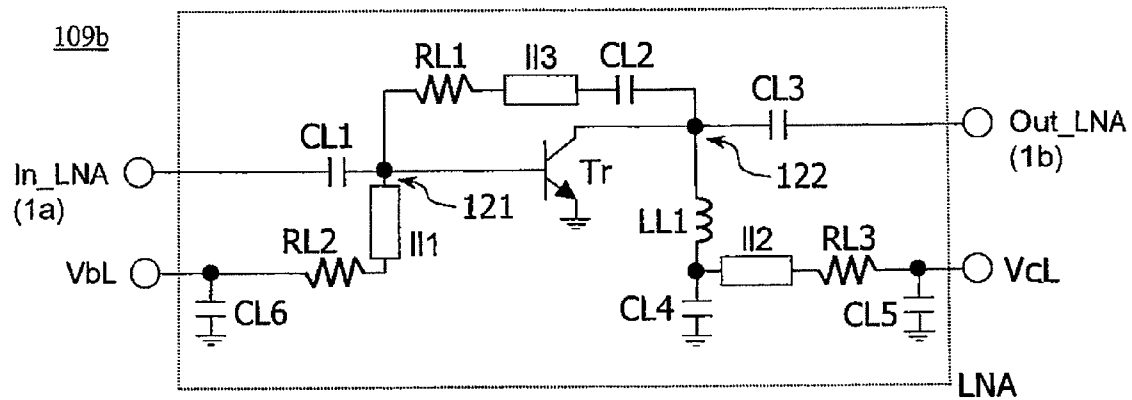 109b
RL1
ll3
CL2
CL3
Out_LNA
(1b)
CL1
In_LNA
(1a)
121
Tr
122
ll1
LL1
RL2
VbL
CL6
ll2
RL3
VcL
CL4
CL5
LNA